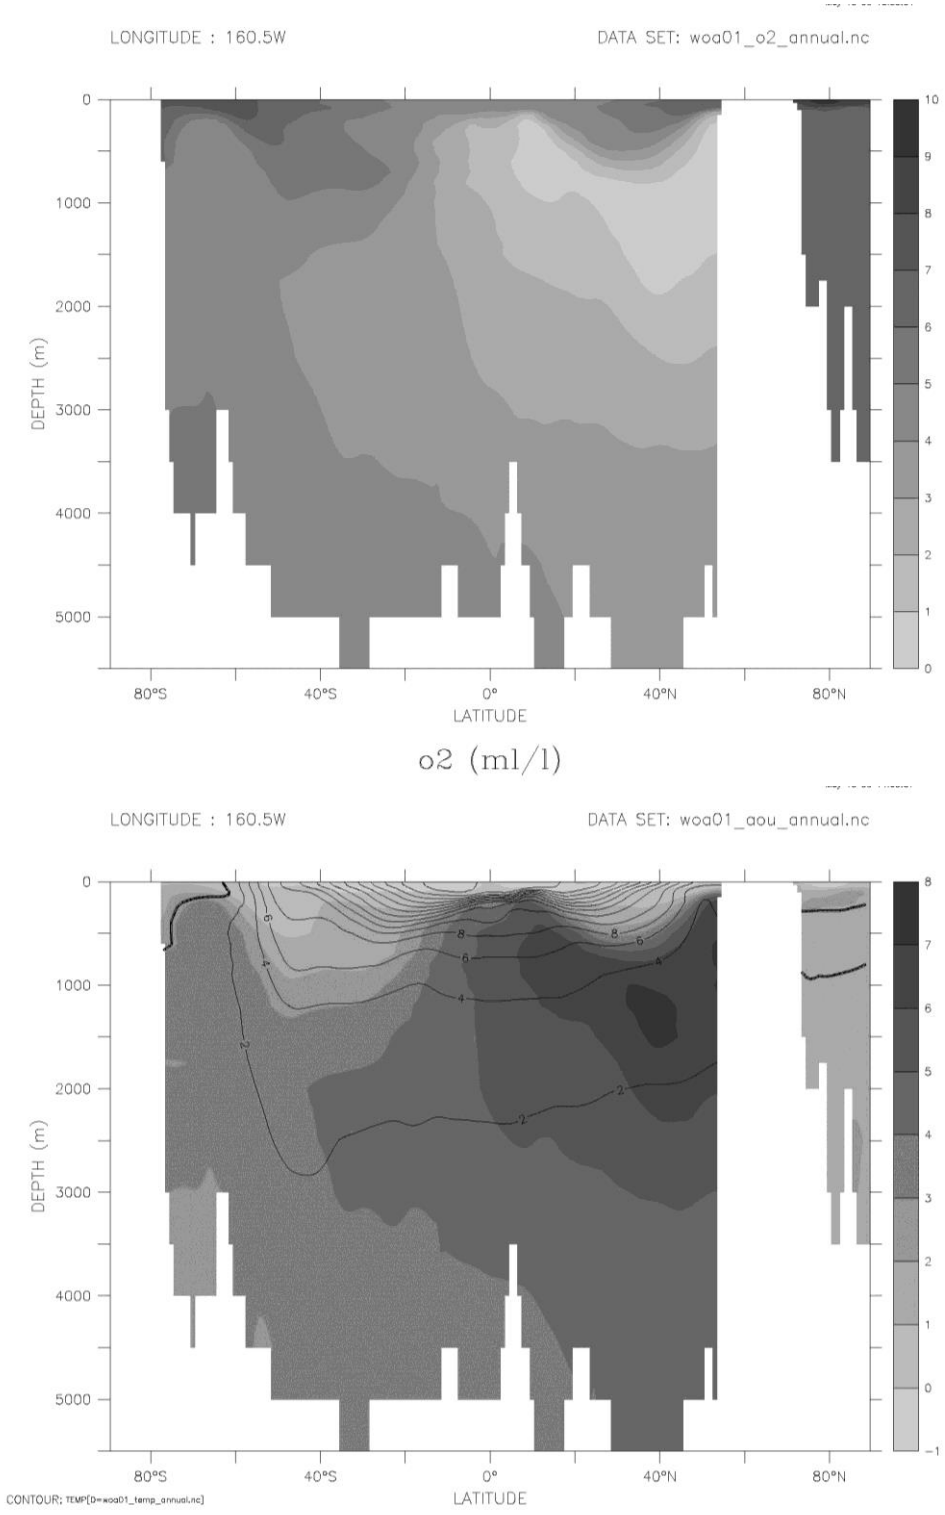 LONGITUDE : 160.5W DATA SET: woa01_o2_annual.nc
0 10
9
1000 8
7
2000 6
DEPTH (m) 5
3000 4
3
4000 2
1
5000 0
80°S 40°S 0° 40°N 80°N
LATITUDE
o2 (ml/l)
LONGITUDE : 160.5W DATA SET: woa01_aou_annual.nc
0 8
6 8 8 6 7
4 6 4
1000 4 6
2 5
2000 2 2 4
DEPTH (m)
3000 3
2
4000 1
0
5000 -1
80°S 40°S 0° 40°N 80°N
CONTOUR: TEMP[D=woa01_temp_annual.nc] LATITUDE